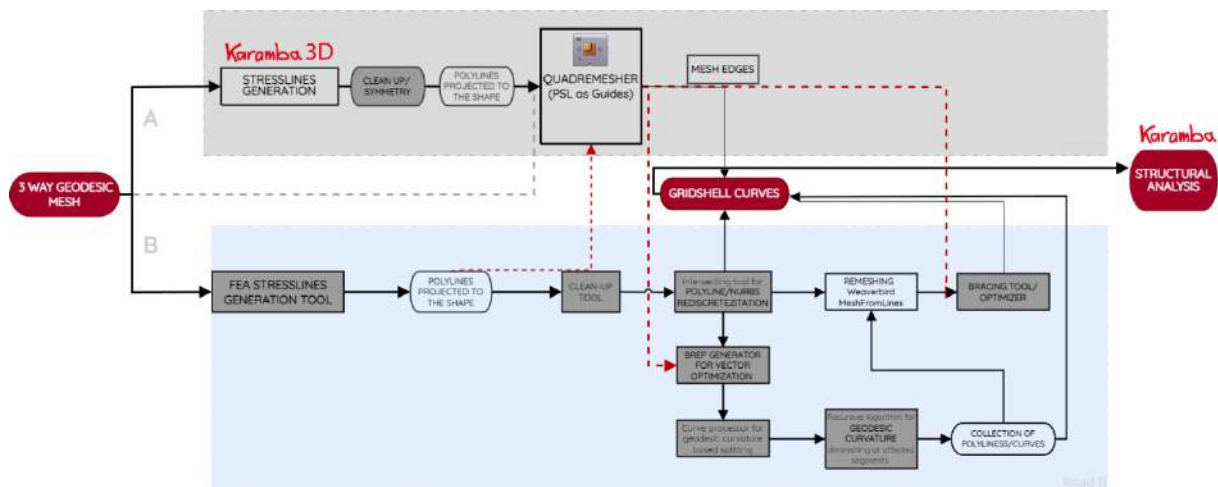 Karamba 3D
STRESSLINES
GENERATION
CLEAN UP/
SYMMETRY
POLYLINES
PROJECTED TO
THE SHAPE
QUADREMESHER
(PSL as Guides)
MESH EDGES
A
Karamba
STRUCTURAL
ANALYSIS
3 WAY GEODESIC
MESH
GRIDSHELL CURVES
B
FEA STRESSLINES
GENERATION TOOL
POLYLINES
PROJECTED TO
THE SHAPE
CLEAN-UP
TOOL
Intersecting tool for
POLYLINE/NURBS
REDISCRETEZITATION
REMESHING
Weaverbird
MeshFromLines
BRACING TOOL/
OPTIMIZER
BREP GENERATOR
FOR VECTOR
OPTIMIZATION
Curve processor for
geodesic curvature
based splitting
Recursive algorithm for
GEODESIC
CURVATURE
diminishing at affected
segments
COLLECTION OF
POLYLINESS/CURVES
Road B